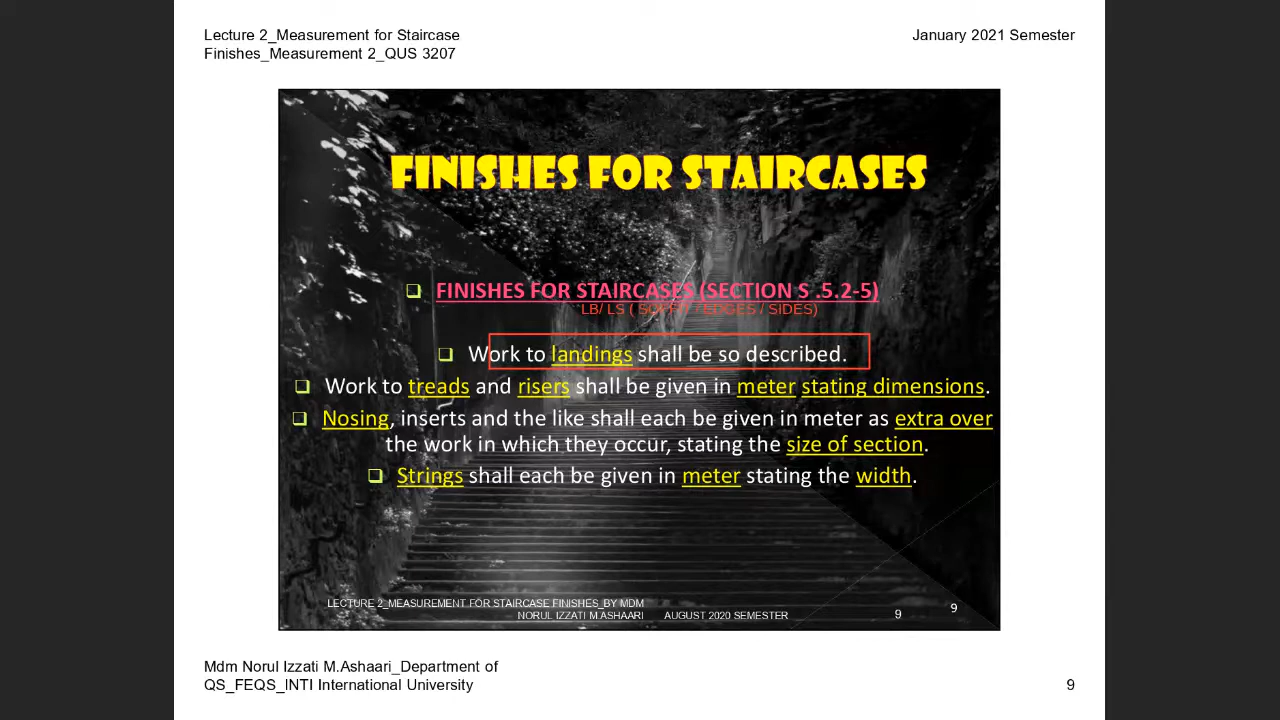 Lecture 2_Measurement for Staircase
Finishes_Measurement 2_QUS 3207
January 2021 Semester
FINISHES FOR STAIRCASES
FINISHES FOR STAIRCASES (SECTION S .5.2-5)
LB/ LS ( SOFFIT / EDGES / SIDES)
Work to landings shall be so described.
Work to treads and risers shall be given in meter stating dimensions.
Nosing, inserts and the like shall each be given in meter as extra over
the work in which they occur, stating the size of section.
Strings shall each be given in meter stating the width.
LECTURE 2_MEASUREMENT FOR STAIRCASE FINISHES_BY MDM
NORUL IZZATI M.ASHAARI
AUGUST 2020 SEMESTER
9
9
Mdm Norul Izzati M.Ashaari_Department of
QS_FEQS_INTI International University
9